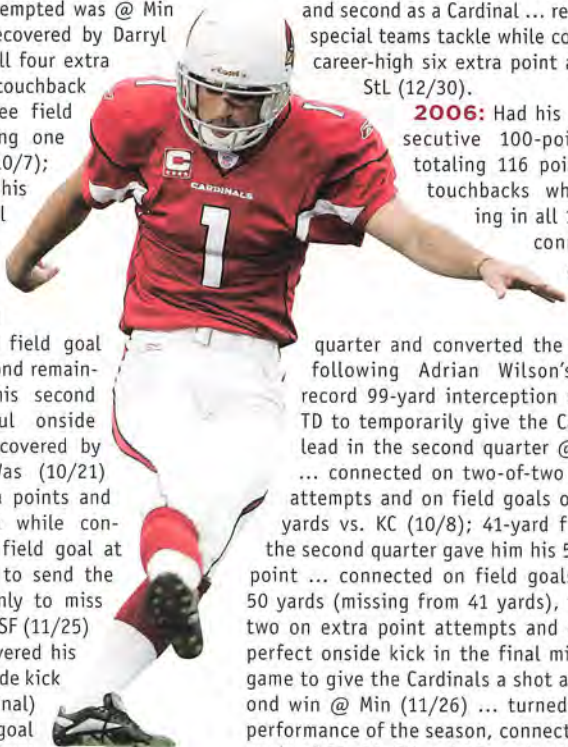 empted was @ Min
ecovered by Darryl
ll four extra
touchback
ee field
ng one
0/7);
his
l
field goal
ond remain-
his second
ul onside
covered by
Was (10/21)
points and
while con-
field goal at
to send the
nly to miss
SF (11/25)
vered his
de kick
nal)
goal
1
C
CARDINALS
1
and second as a Cardinal ... re
special teams tackle while co
career-high six extra point a
StL (12/30).
2006: Had his
secutive 100-poi
totaling 116 poi
touchbacks wh
ing in all 1
conn
quarter and converted the
following Adrian Wilson's
record 99-yard interception
TD to temporarily give the C
lead in the second quarter @
... connected on two-of-two
attempts and on field goals o
yards vs. KC (10/8); 41-yard f
the second quarter gave him his 5
point ... connected on field goals
50 yards (missing from 41 yards),
two on extra point attempts and
perfect onside kick in the final mi
game to give the Cardinals a shot a
ond win @ Min (11/26) ... turned
performance of the season, connect